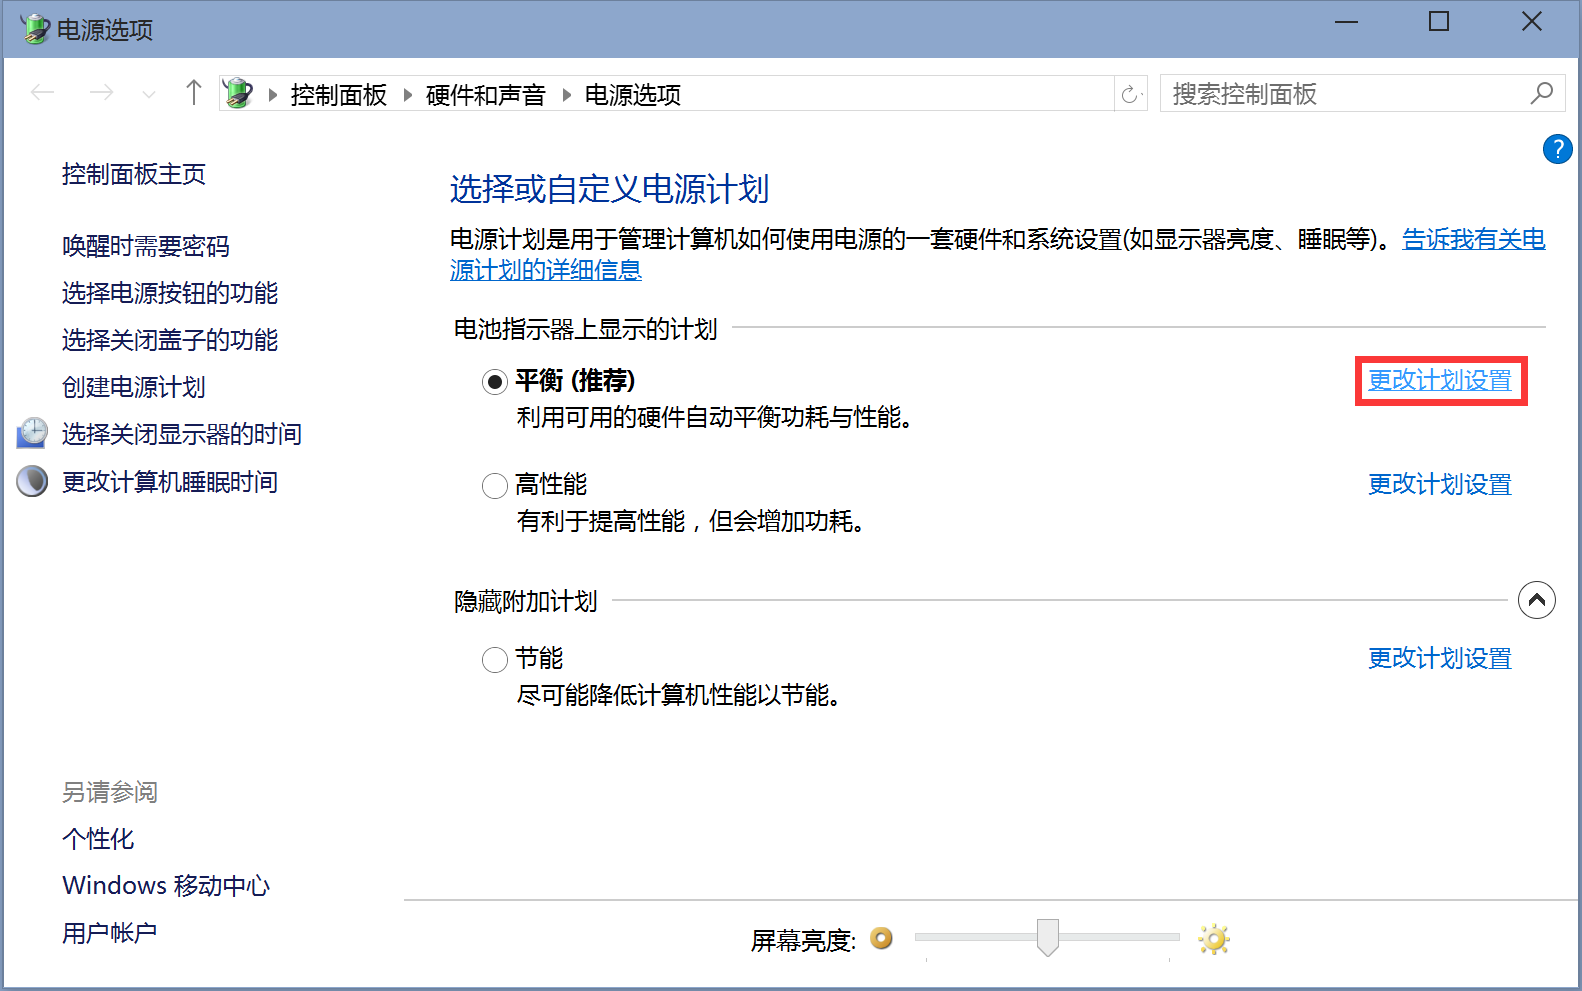 电源选项
控制面板 硬件和声音 电源选项
搜索控制面板
?
控制面板主页
唤醒时需要密码
选择电源按钮的功能
选择关闭盖子的功能
创建电源计划
选择关闭显示器的时间
更改计算机睡眠时间
选择或自定义电源计划
电源计划是用于管理计算机如何使用电源的一套硬件和系统设置(如显示器亮度、睡眠等)。告诉我有关电
源计划的详细信息
电池指示器上显示的计划
平衡 (推荐) 更改计划设置
利用可用的硬件自动平衡功耗与性能。
高性能 更改计划设置
有利于提高性能，但会增加功耗。
隐藏附加计划
节能 更改计划设置
尽可能降低计算机性能以节能。
另请参阅
个性化
Windows 移动中心
用户帐户
屏幕亮度: